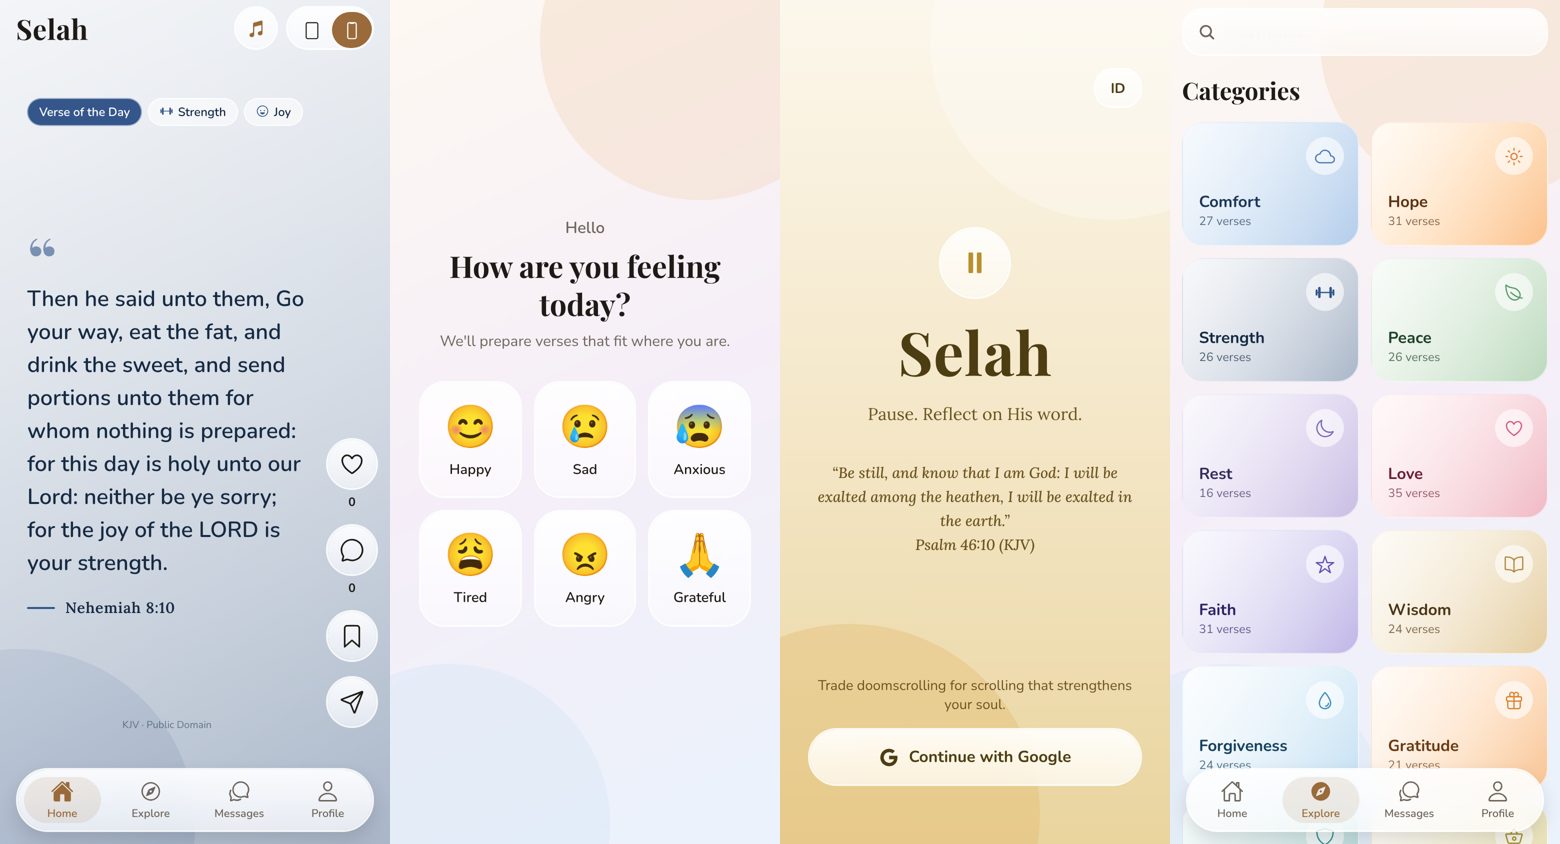 Selah
Verse of the Day
Strength
Joy
“
Then he said unto them, Go
your way, eat the fat, and
drink the sweet, and send
portions unto them for
whom nothing is prepared:
for this day is holy unto our
Lord: neither be ye sorry;
for the joy of the LORD is
your strength.
Nehemiah 8:10
0
0
KJV · Public Domain
Home
Explore
Messages
Profile
Hello
How are you feeling
today?
We'll prepare verses that fit where you are.
Happy
Sad
Anxious
Tired
Angry
Grateful
ID
Selah
Pause. Reflect on His word.
“Be still, and know that I am God: I will be
exalted among the heathen, I will be exalted in
the earth.”
Psalm 46:10 (KJV)
Trade doomscrolling for scrolling that strengthens
your soul.
G Continue with Google
Categories
Comfort
27 verses
Hope
31 verses
Strength
26 verses
Peace
26 verses
Rest
16 verses
Love
35 verses
Faith
31 verses
Wisdom
24 verses
Forgiveness
24 verses
Gratitude
21 verses
Home
Explore
Messages
Profile